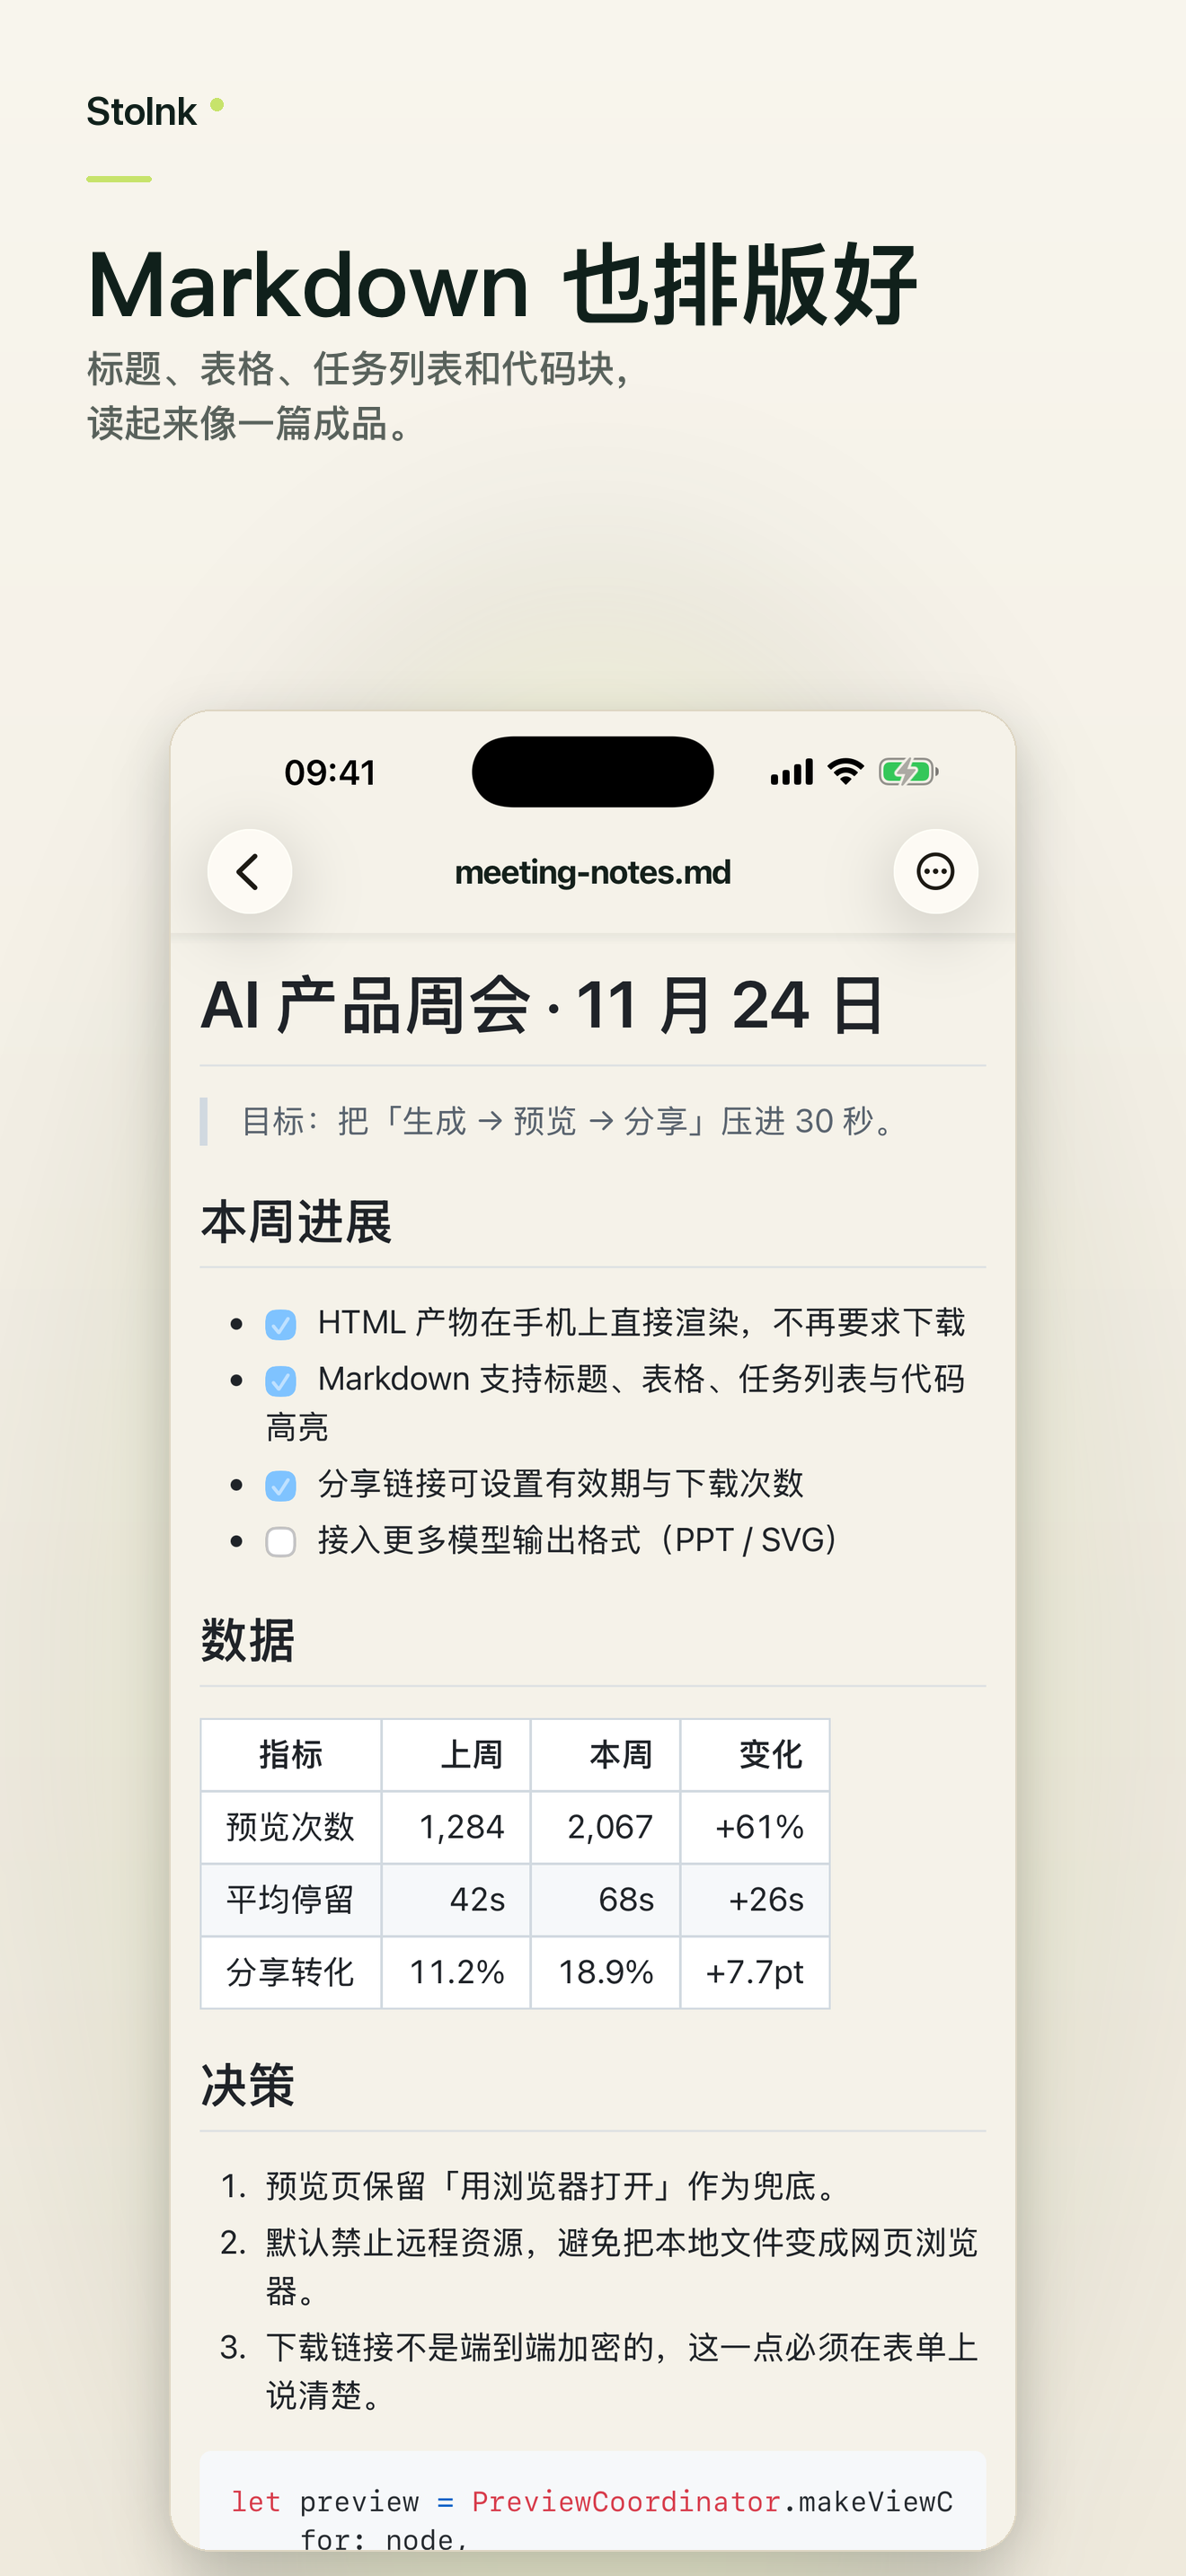 StoInk
Markdown 也排版好
标题、表格、任务列表和代码块，
读起来像一篇成品。
09:41
meeting-notes.md
AI 产品周会 · 11 月 24 日
目标：把「生成 → 预览 → 分享」压进 30 秒。
本周进展
HTML 产物在手机上直接渲染，不再要求下载
Markdown 支持标题、表格、任务列表与代码
高亮
分享链接可设置有效期与下载次数
接入更多模型输出格式（PPT / SVG）
数据
指标 上周 本周 变化
预览次数 1,284 2,067 +61%
平均停留 42s 68s +26s
分享转化 11.2% 18.9% +7.7pt
决策
1. 预览页保留「用浏览器打开」作为兜底。
2. 默认禁止远程资源，避免把本地文件变成网页浏览
器。
3. 下载链接不是端到端加密的，这一点必须在表单上
说清楚。
let preview = PreviewCoordinator.makeViewC
for: node,